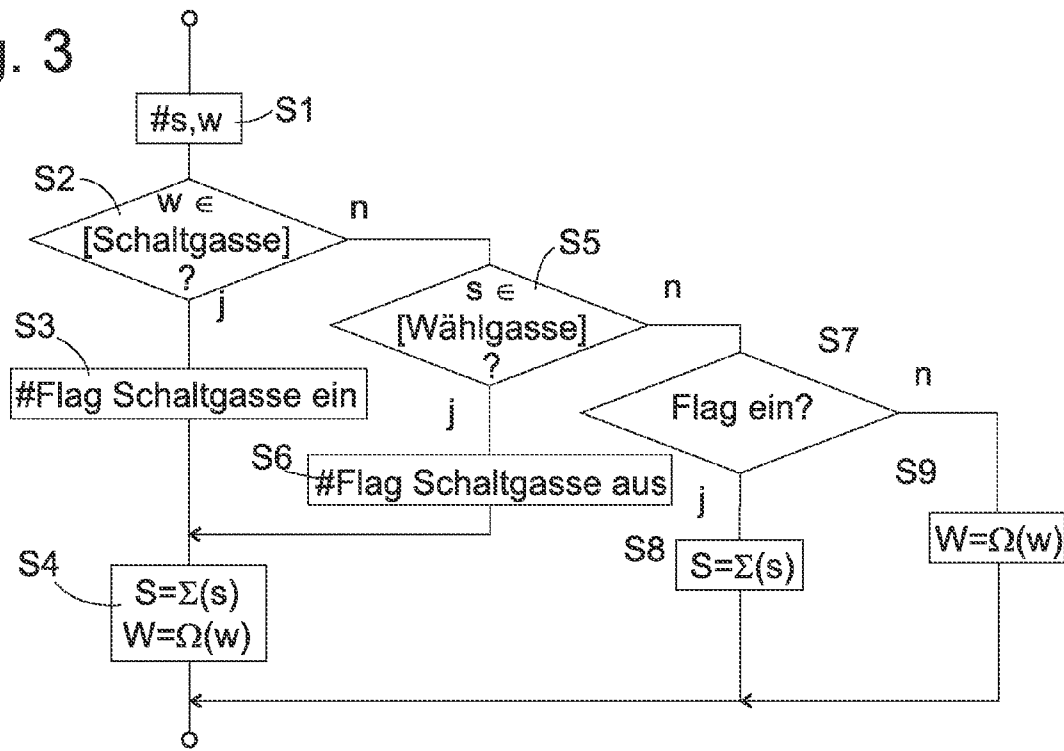 g. 3
#s,w
S1
S2
w ∈
[Schaltgasse]
?
n
j
S5
s ∈
[Wählgasse]
?
n
j
S3
#Flag Schaltgasse ein
S7
Flag ein?
n
j
S6
#Flag Schaltgasse aus
S9
W=Ω(w)
S8
S=Σ(s)
S4
S=Σ(s)
W=Ω(w)